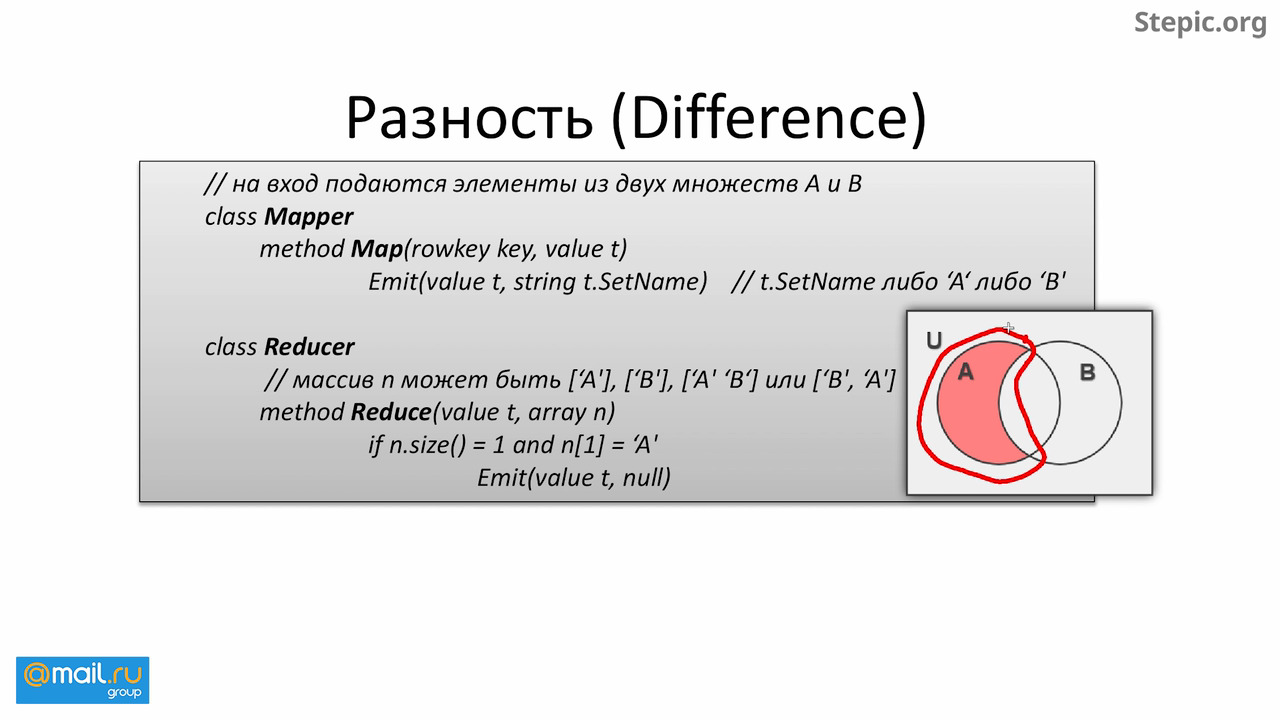 Stepic.org
Разность (Difference)
// на вход подаются элементы из двух множеств A и B
class Mapper
method Map(rowkey key, value t)
Emit(value t, string t.SetName) // t.SetName либо ‘A‘ либо ‘B'
class Reducer
// массив n может быть [‘A'], [‘B'], [‘A' ‘B‘] или [‘B', ‘A']
method Reduce(value t, array n)
if n.size() = 1 and n[1] = ‘A'
Emit(value t, null)
U
A
B
@mail.ru
group